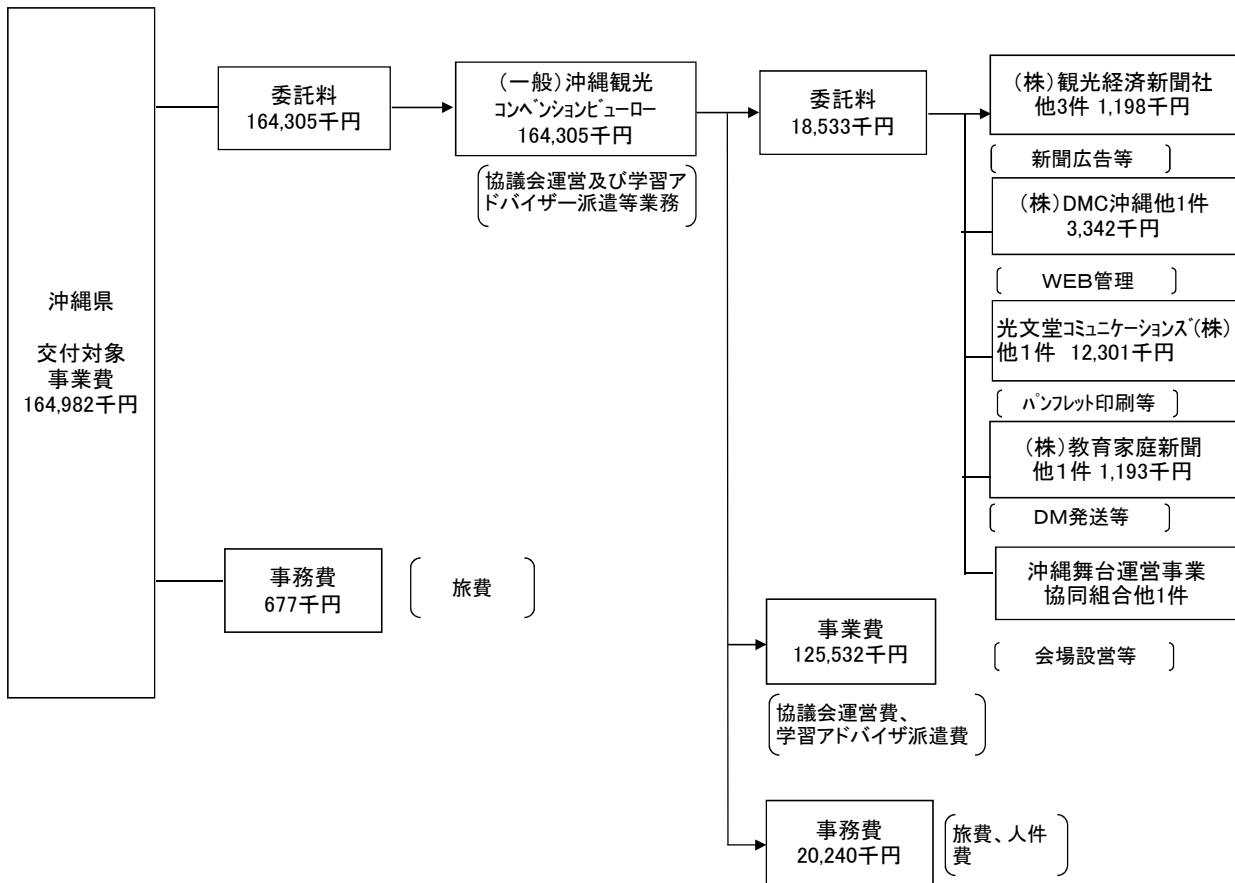 沖縄県
交付対象
事業費
164,982千円
委託料
164,305千円
(一般)沖縄観光
ｺﾝﾍﾞﾝｼｮﾝﾋﾞｭｰﾛｰ
164,305千円
協議会運営及び学習ア
ドバイザー派遣等業務
委託料
18,533千円
(株)観光経済新聞社
他3件 1,198千円
新聞広告等
(株)DMC沖縄他1件
3,342千円
ＷＥＢ管理
光文堂ｺﾐｭﾆｹｰｼｮﾝｽﾞ(株)
他１件 12,301千円
ﾊﾟﾝﾌﾚｯﾄ印刷等
(株)教育家庭新聞
他１件 1,193千円
ＤＭ発送等
沖縄舞台運営事業
協同組合他1件
会場設営等
事務費
677千円
旅費
事業費
125,532千円
協議会運営費、
学習アドバイザ派遣費
事務費
20,240千円
旅費、人件
費